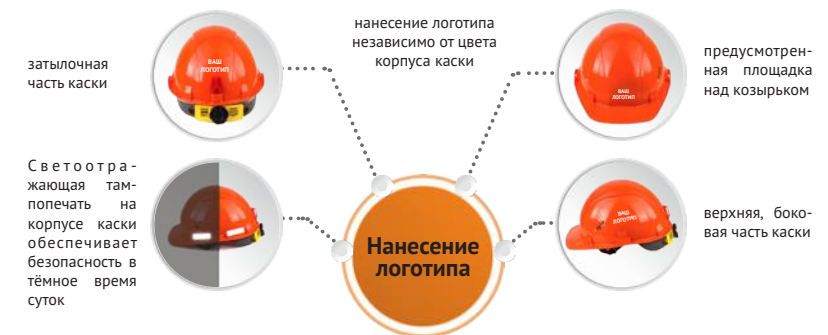 затылочная
часть каски
ВАШ
ЛОГОТИП
нанесение логотипа
независимо от цвета
корпуса каски
ВАШ
ЛОГОТИП
предусмотрен-
ная площадка
над козырьком
Светоотра-
жающая там-
попечать на
корпусе каски
обеспечивает
безопасность в
тёмное время
суток
Нанесение
логотипа
ВАШ
ЛОГОТИП
верхняя, боко-
вая часть каски